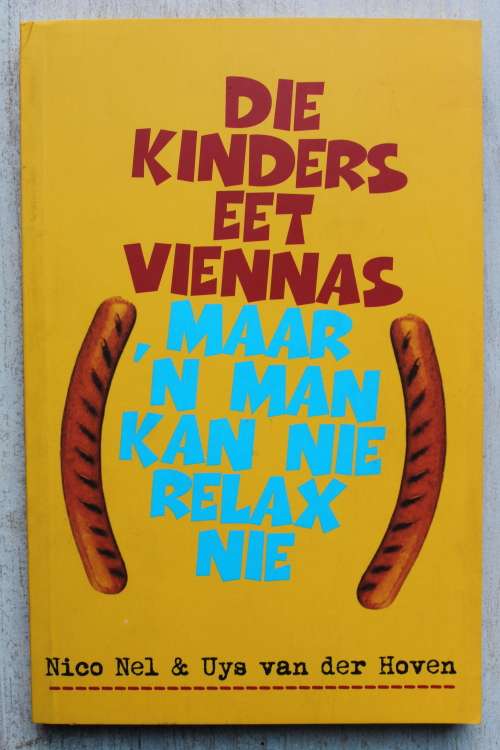 DIE
KINDERS
EET
VIENNAS
, MAAR
'N MAN
KAN NIE
RELAX
NIE
Nico Nel & Uys van der Hoven